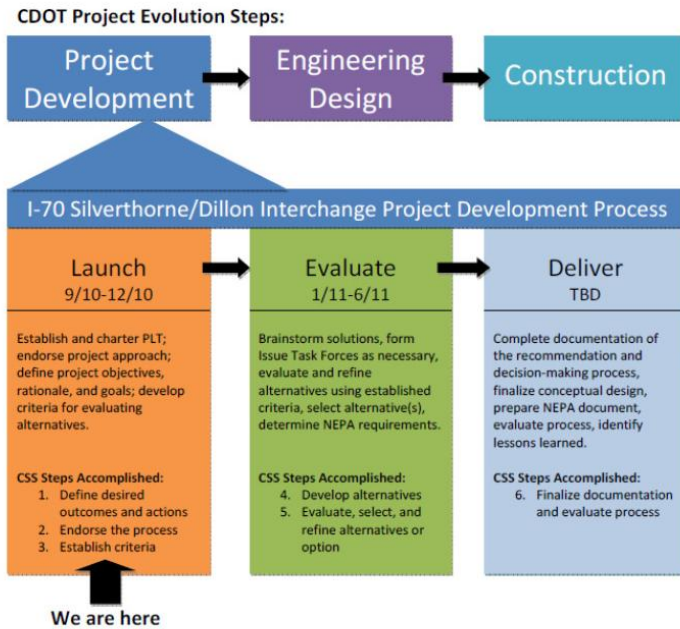 CDOT Project Evolution Steps:
Project
Development
Engineering
Design
Construction
I-70 Silverthorne/Dillon Interchange Project Development Process
Launch
9/10-12/10
Establish and charter PLT;
endorse project approach;
define project objectives,
rationale, and goals; develop
criteria for evaluating
alternatives.
CSS Steps Accomplished:
1. Define desired
outcomes and actions
2. Endorse the process
3. Establish criteria
Evaluate
1/11-6/11
Brainstorm solutions, form
Issue Task Forces as necessary,
evaluate and refine
alternatives using established
criteria, select alternative(s),
determine NEPA requirements.
CSS Steps Accomplished:
4. Develop alternatives
5. Evaluate, select, and
refine alternatives or
option
Deliver
TBD
Complete documentation of
the recommendation and
decision-making process,
finalize conceptual design,
prepare NEPA document,
evaluate process, identify
lessons learned.
CSS Steps Accomplished:
6. Finalize documentation
and evaluate process
We are here